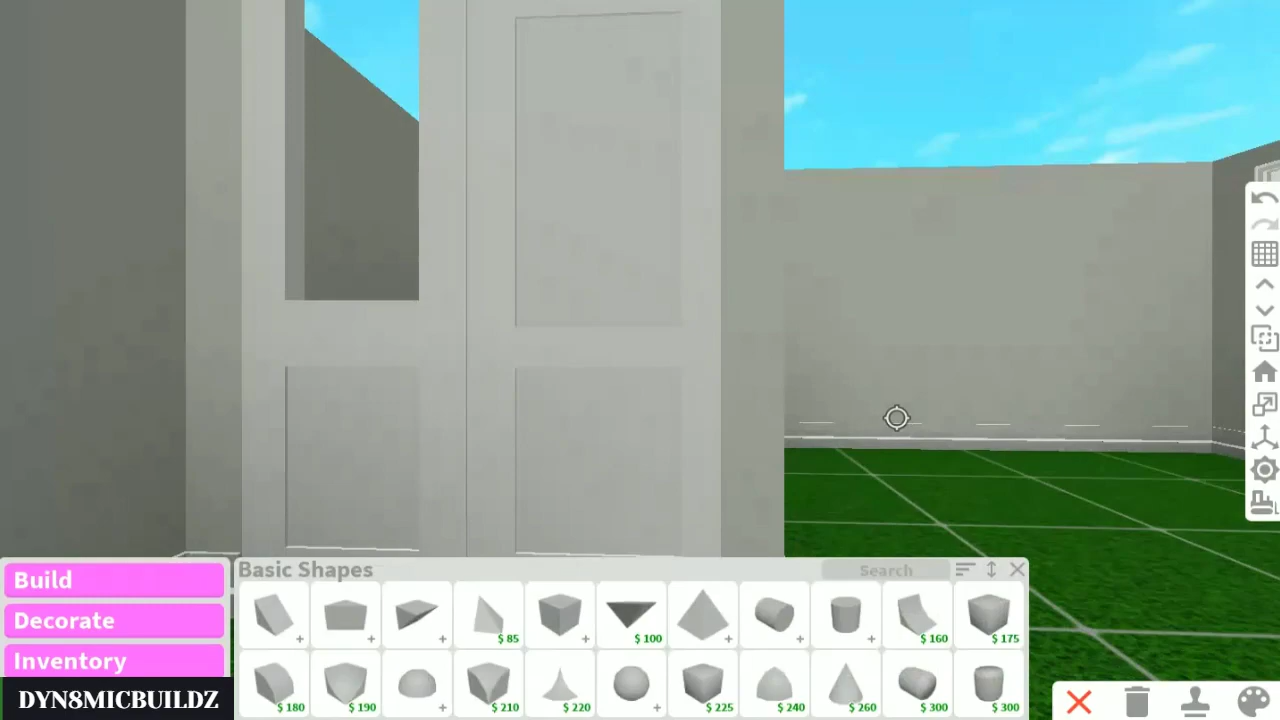 Build
Decorate
Inventory
DYN8MICBUILDZ
Basic Shapes
Search
+ + + $ 85 + $ 100 + + + $ 160 $ 175
$ 180 $ 190 + $ 210 $ 220 + $ 225 $ 240 $ 260 $ 300 $ 300